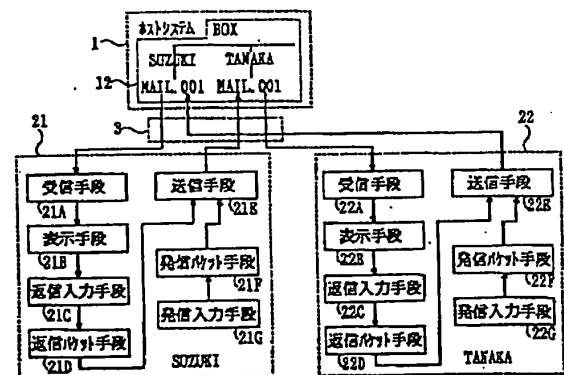 ホストシステム BOX
1
SUZUKI TANAKA
12
MAIL.001 MAIL.001
21
3
22
受信手段
21A
送信手段
21E
受信手段
22A
送信手段
22E
表示手段
21B
表示手段
22B
発信パケット手段
21F
発信パケット手段
22F
返信入力手段
21C
返信入力手段
22C
発信入力手段
21G
発信入力手段
22G
返信パケット手段
21D
SUZUKI
返信パケット手段
22D
TANAKA